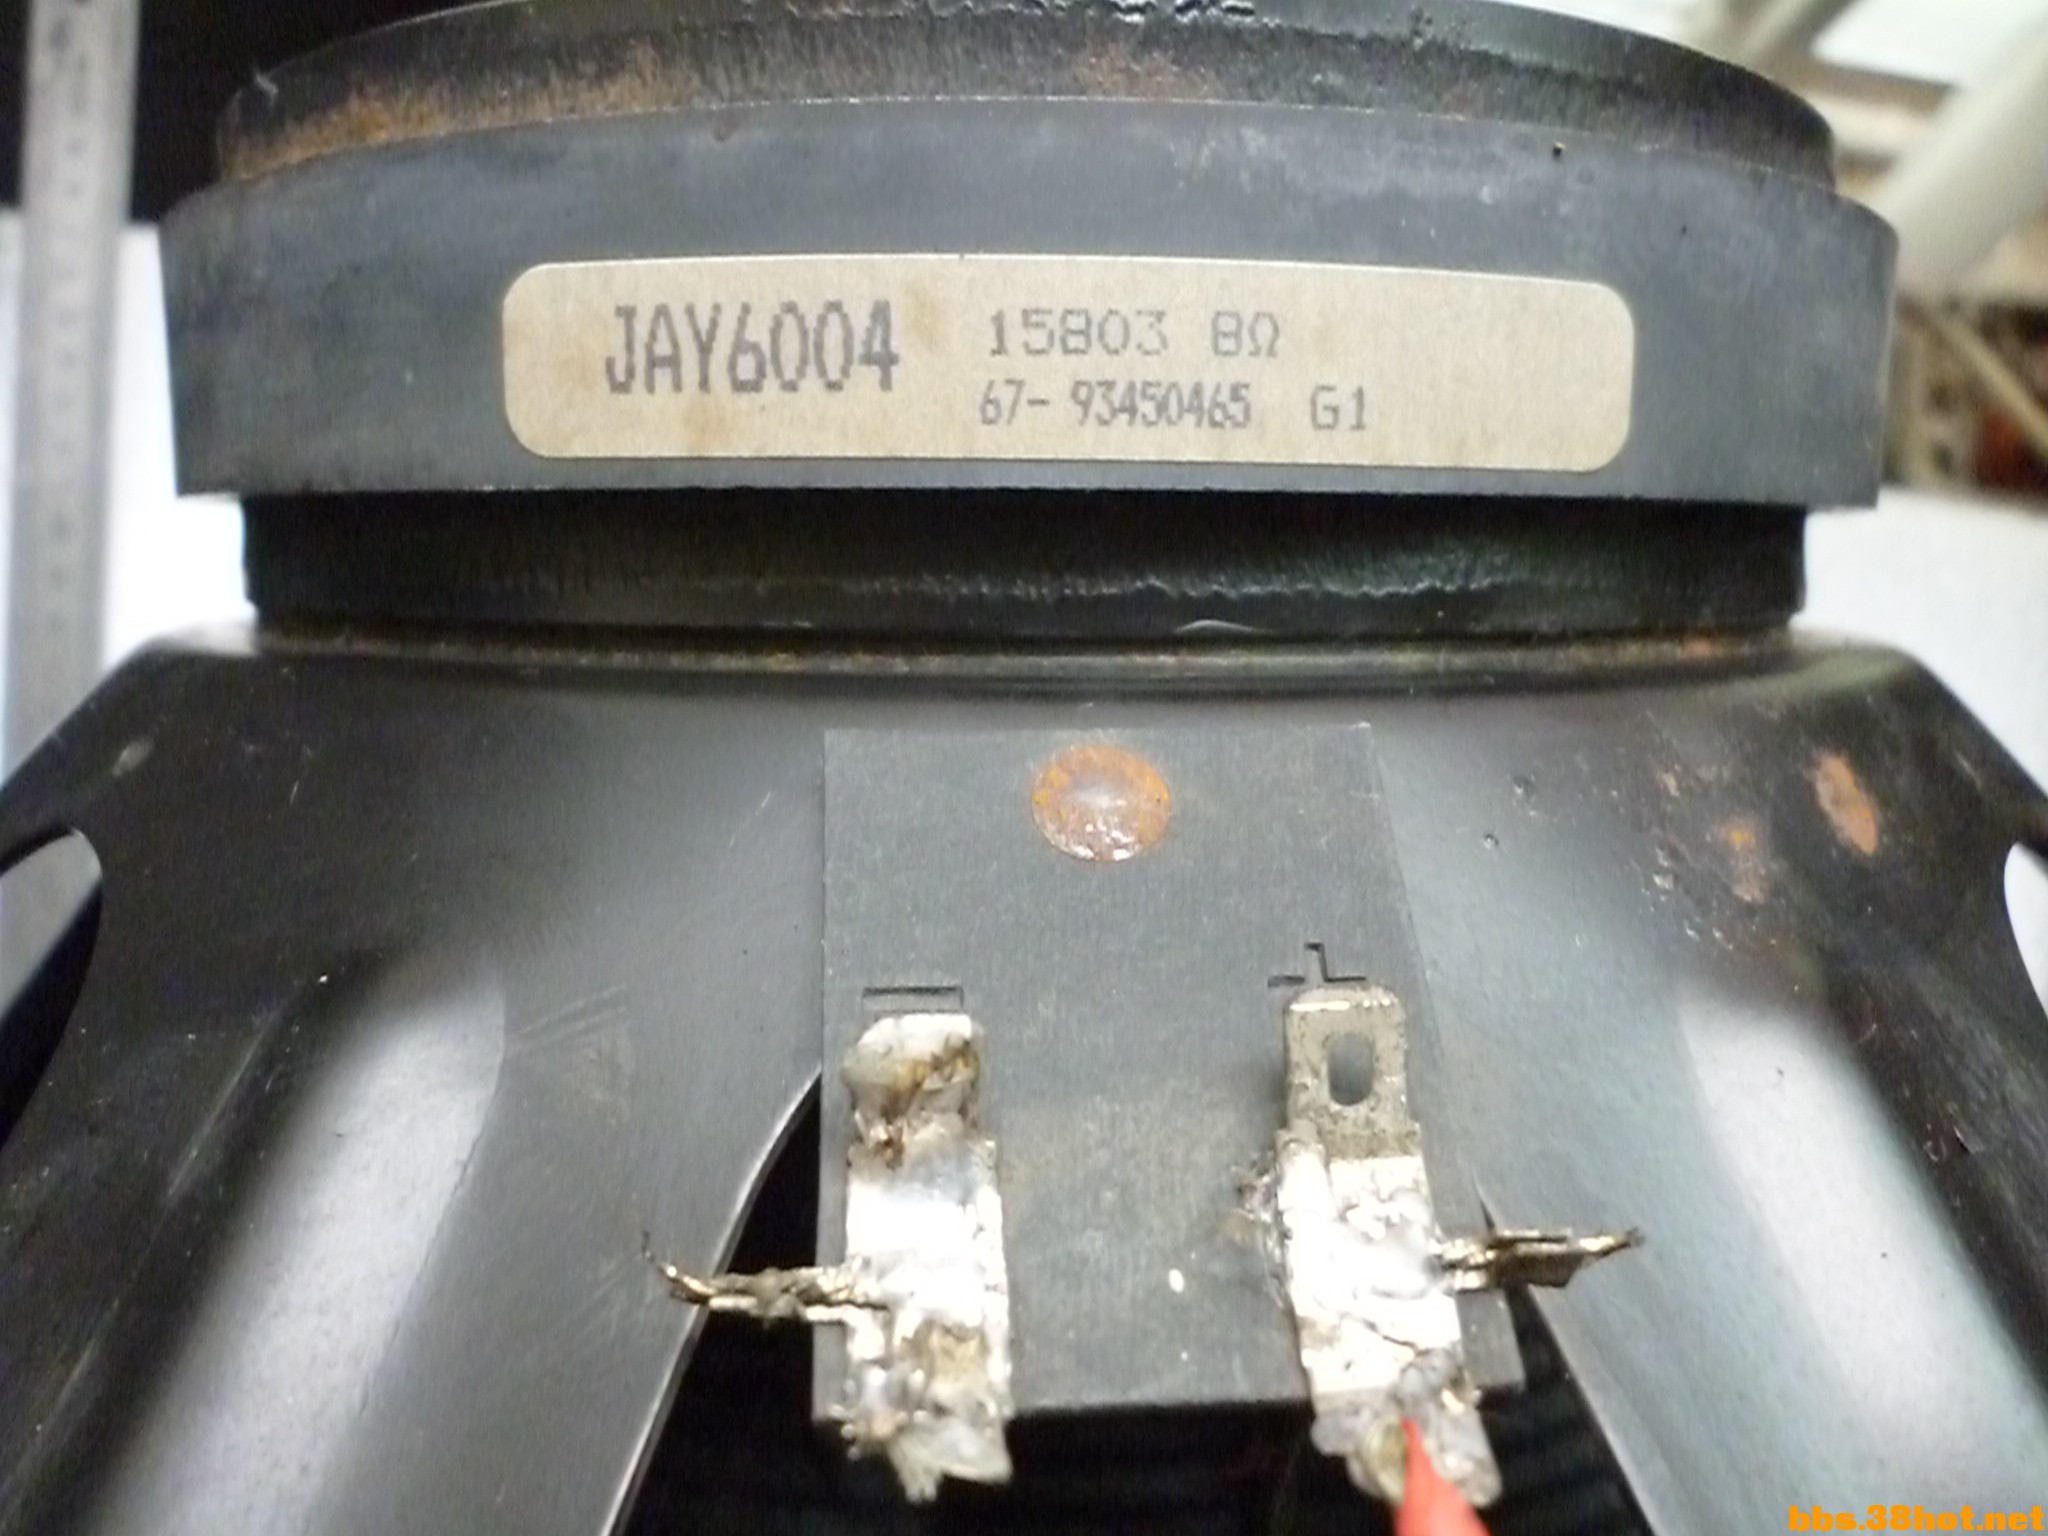 JAY6004 15803 8Ω
67-93450465 G1
bbs.38hot.net